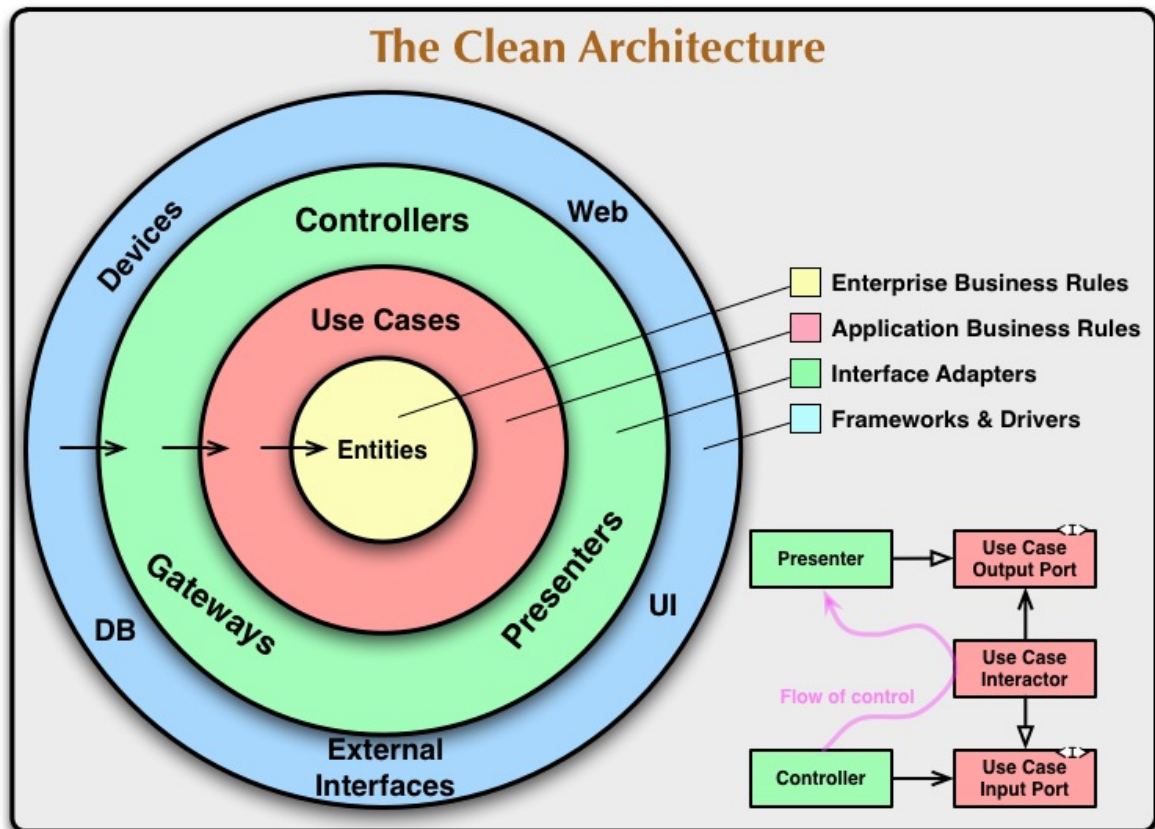 The Clean Architecture
Devices
Controllers
Web
Use Cases
Entities
Gateways
Presenters
DB
UI
External
Interfaces
Enterprise Business Rules
Application Business Rules
Interface Adapters
Frameworks & Drivers
Presenter
<I>
Use Case
Output Port
Use Case
Interactor
Flow of control
Controller
<I>
Use Case
Input Port